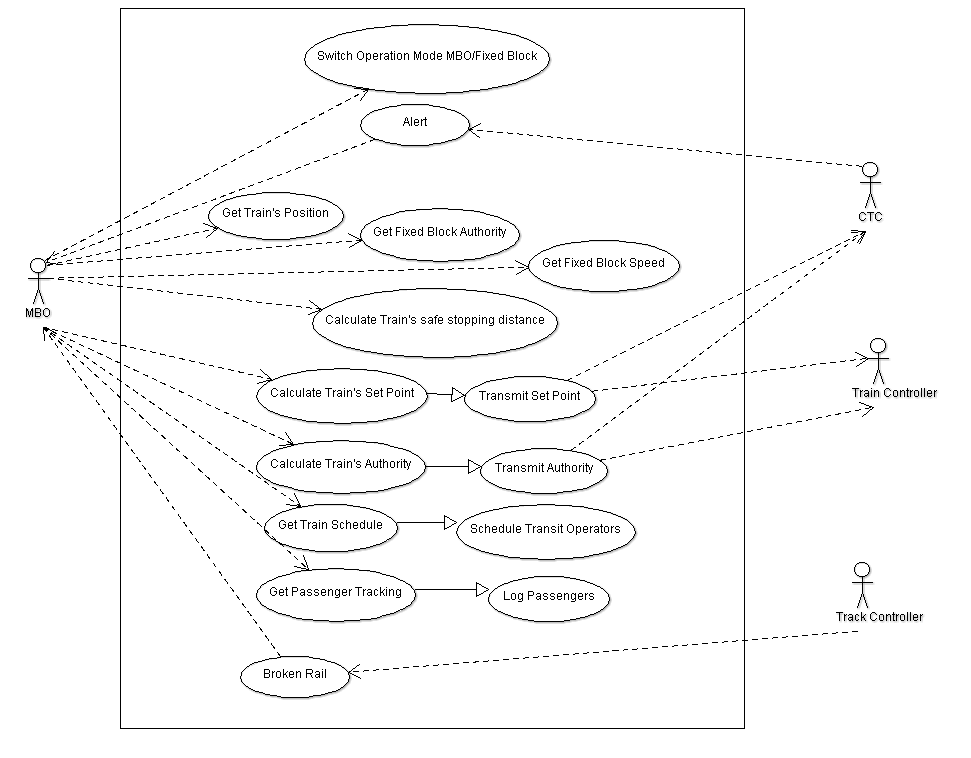 Switch Operation Mode MBO/Fixed Block
Alert
CTC
Get Train's Position
Get Fixed Block Authority
Get Fixed Block Speed
MBO
Calculate Train's safe stopping distance
Calculate Train's Set Point
Transmit Set Point
Train Controller
Calculate Train's Authority
Transmit Authority
Get Train Schedule
Schedule Transit Operators
Get Passenger Tracking
Log Passengers
Track Controller
Broken Rail